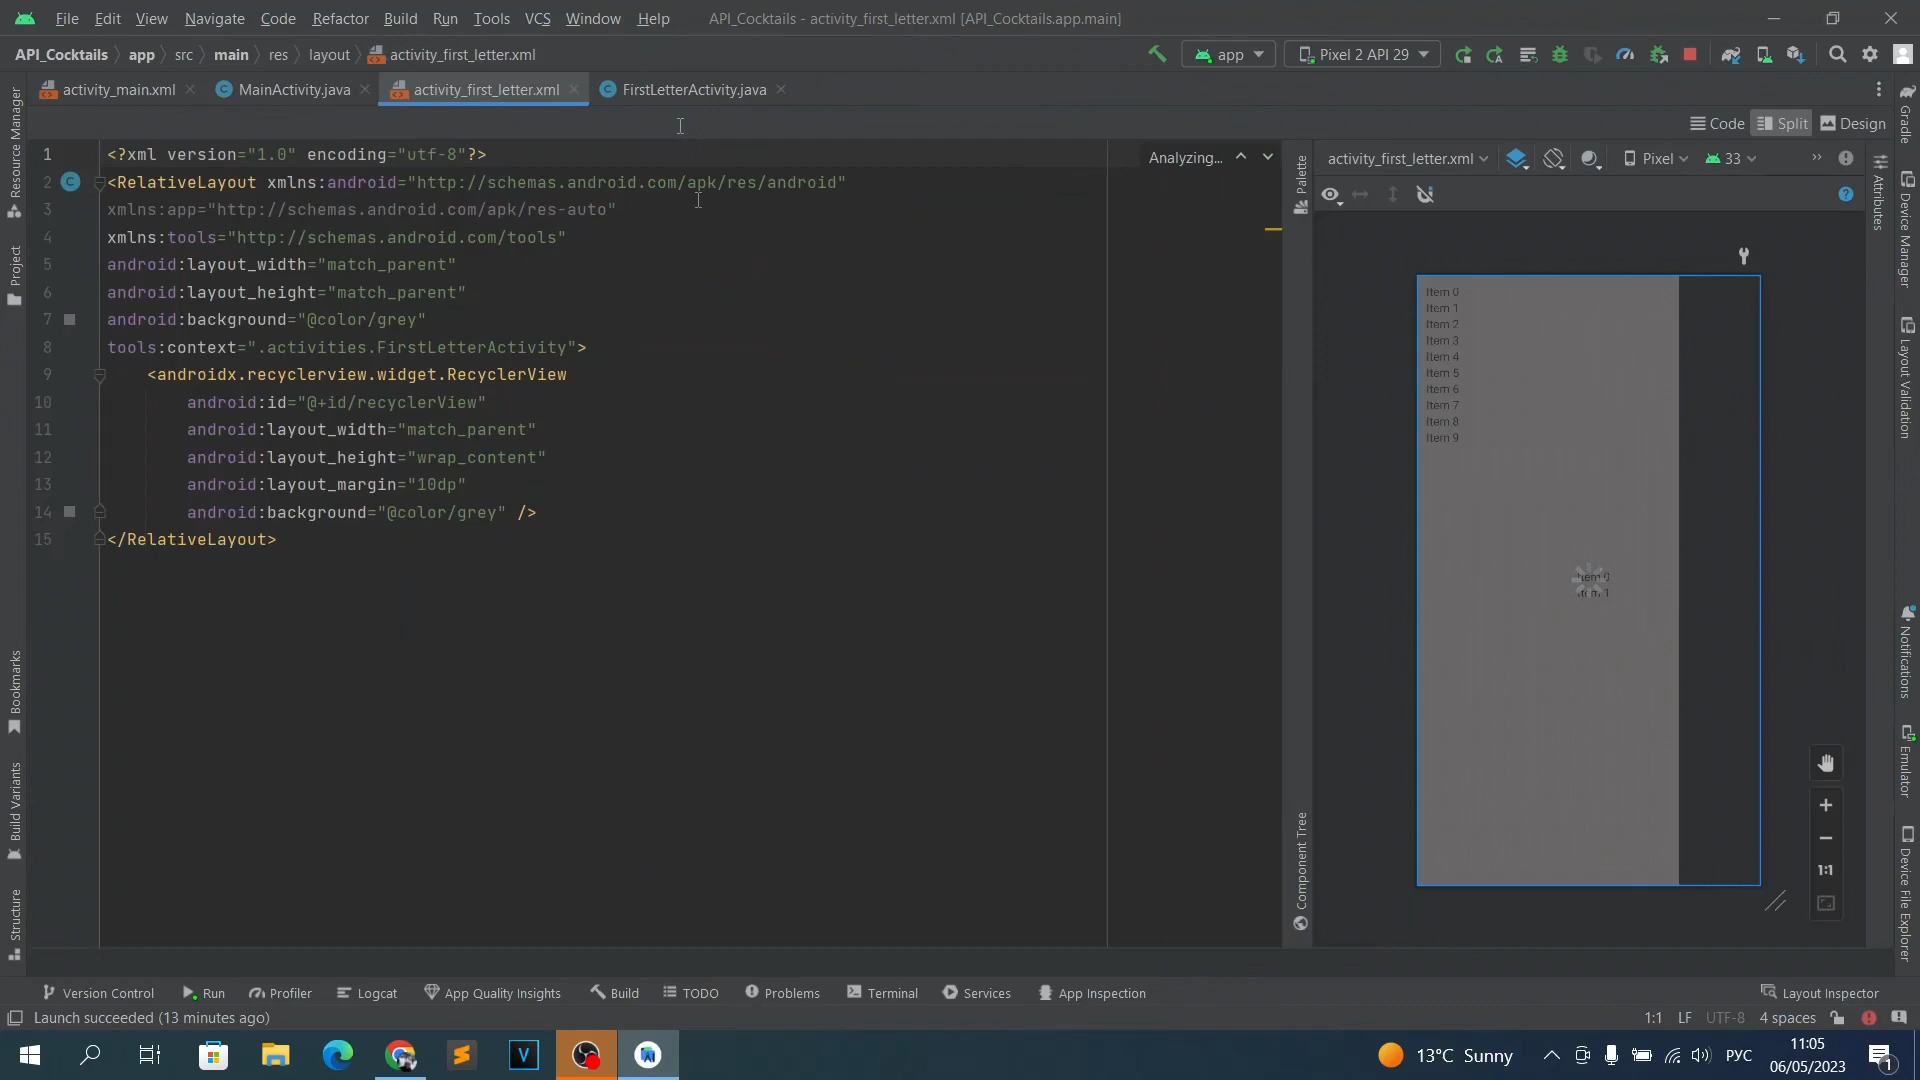 File Edit View Navigate Code Refactor Build Run Tools VCS Window Help API_Cocktails - activity_first_letter.xml [API_Cocktails.app.main]
API_Cocktails app src main res layout activity_first_letter.xml app Pixel 2 API 29
activity_main.xml MainActivity.java activity_first_letter.xml FirstLetterActivity.java
Code Split Design
Analyzing...
activity_first_letter.xml Pixel 33
1 <?xml version="1.0" encoding="utf-8"?>
2 <RelativeLayout xmlns:android="http://schemas.android.com/apk/res/android"
3 xmlns:app="http://schemas.android.com/apk/res-auto"
4 xmlns:tools="http://schemas.android.com/tools"
5 android:layout_width="match_parent"
6 android:layout_height="match_parent"
7 android:background="@color/grey"
8 tools:context=".activities.FirstLetterActivity">
9 <androidx.recyclerview.widget.RecyclerView
10 android:id="@+id/recyclerView"
11 android:layout_width="match_parent"
12 android:layout_height="wrap_content"
13 android:layout_margin="10dp"
14 android:background="@color/grey" />
15 </RelativeLayout>
Item 0
Item 1
Item 2
Item 3
Item 4
Item 5
Item 6
Item 7
Item 8
Item 9
Item 0
Item 1
1:1
Resource Manager
Project
Bookmarks
Build Variants
Structure
Palette
Component Tree
Attributes
Gradle
Device Manager
Layout Validation
Notifications
Emulator
Device File Explorer
Version Control Run Profiler Logcat App Quality Insights Build TODO Problems Terminal Services App Inspection Layout Inspector
Launch succeeded (13 minutes ago) 1:1 LF UTF-8 4 spaces
13°C Sunny РУС 11:05
06/05/2023
1